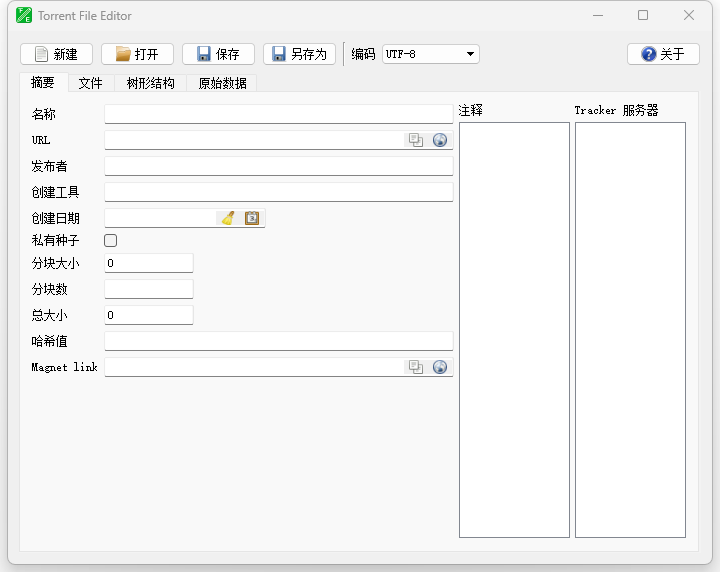 Torrent File Editor
新建 打开 保存 另存为 编码 UTF-8 关于
摘要 文件 树形结构 原始数据
名称
URL
发布者
创建工具
创建日期
私有种子
分块大小 0
分块数
总大小 0
哈希值
Magnet link
注释
Tracker 服务器